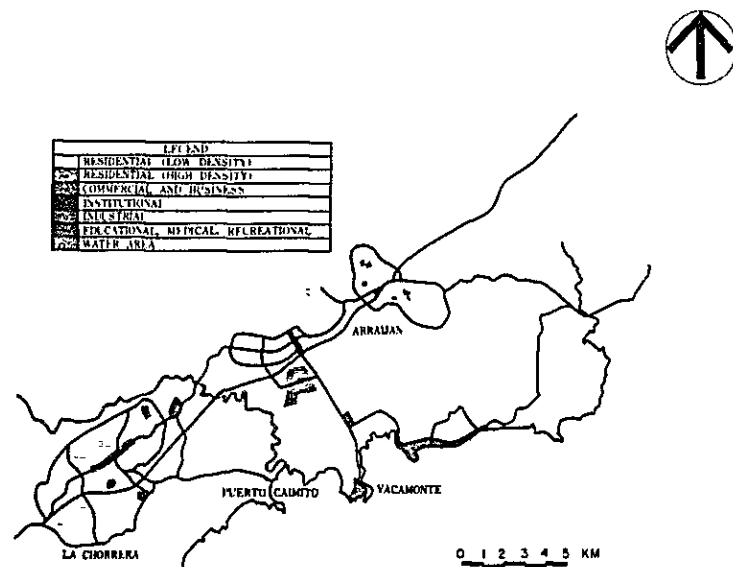 LEGEND
RESIDENTIAL (LOW DENSITY)
RESIDENTIAL (HIGH DENSITY)
COMMERCIAL AND BUSINESS
INSTITUTIONAL
INDUSTRIAL
EDUCATIONAL, MEDICAL, RECREATIONAL
WATER AREA
ARRAIJAN
PUERTO CAIMITO
VACAMONTE
LA CHORRERA
0 1 2 3 4 5 KM